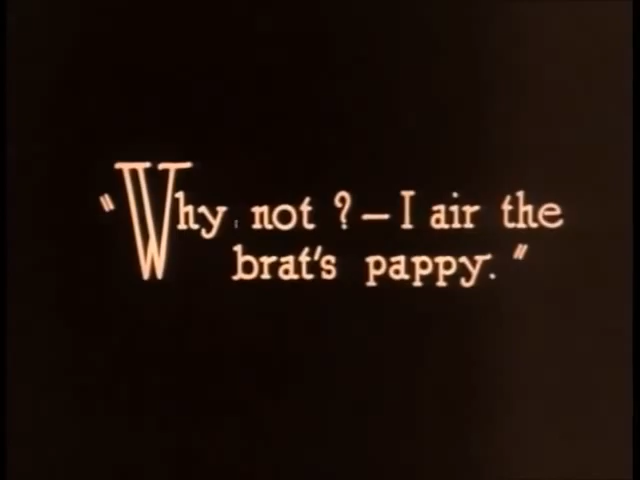 "Why not ? – I air the
brat's pappy."